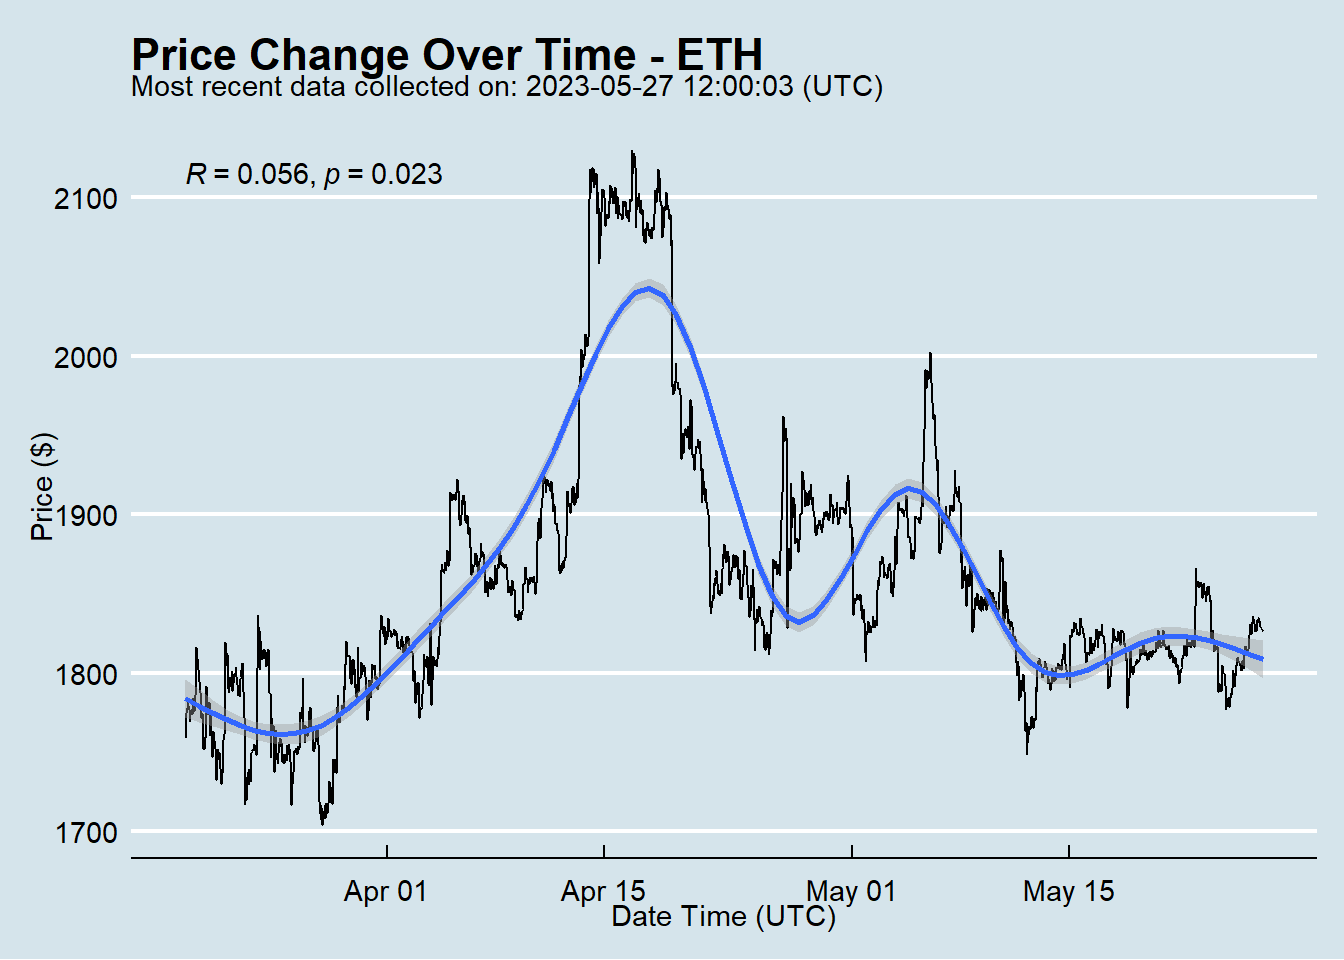 Price Change Over Time - ETH
Most recent data collected on: 2023-05-27 12:00:03 (UTC)
R = 0.056, p = 0.023
2100
2000
1900
1800
1700
Price ($)
Apr 01
Apr 15
May 01
May 15
Date Time (UTC)